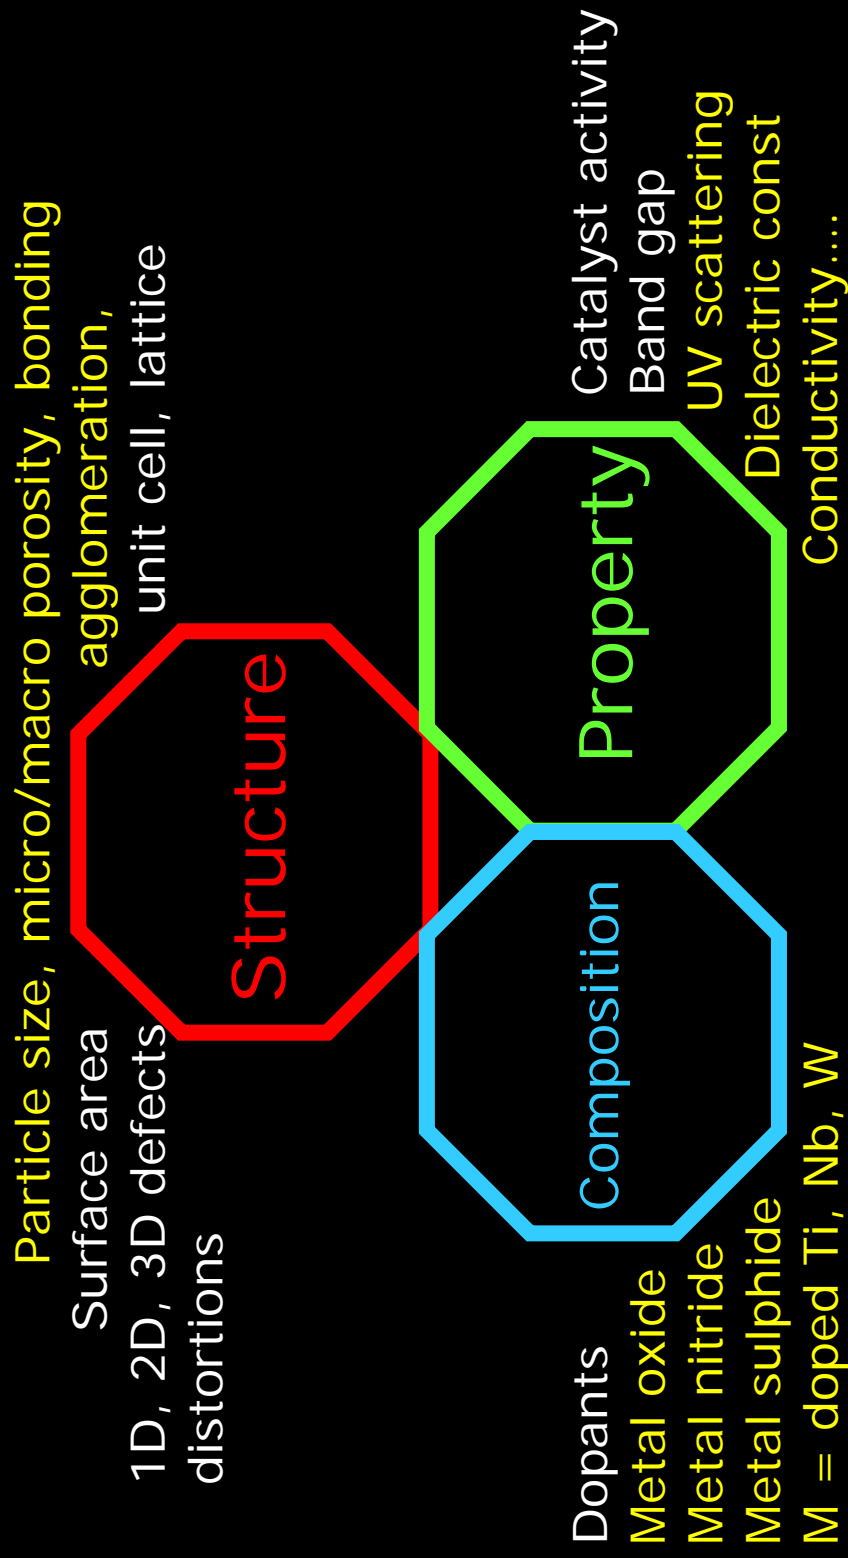 Particle size, micro/macro porosity, bonding
Surface area
agglomeration,
1D, 2D, 3D defects
unit cell, lattice
distortions
Structure
Composition
Property
Dopants
Metal oxide
Metal nitride
Metal sulphide
M = doped Ti, Nb, W
Catalyst activity
Band gap
UV scattering
Dielectric const
Conductivity....